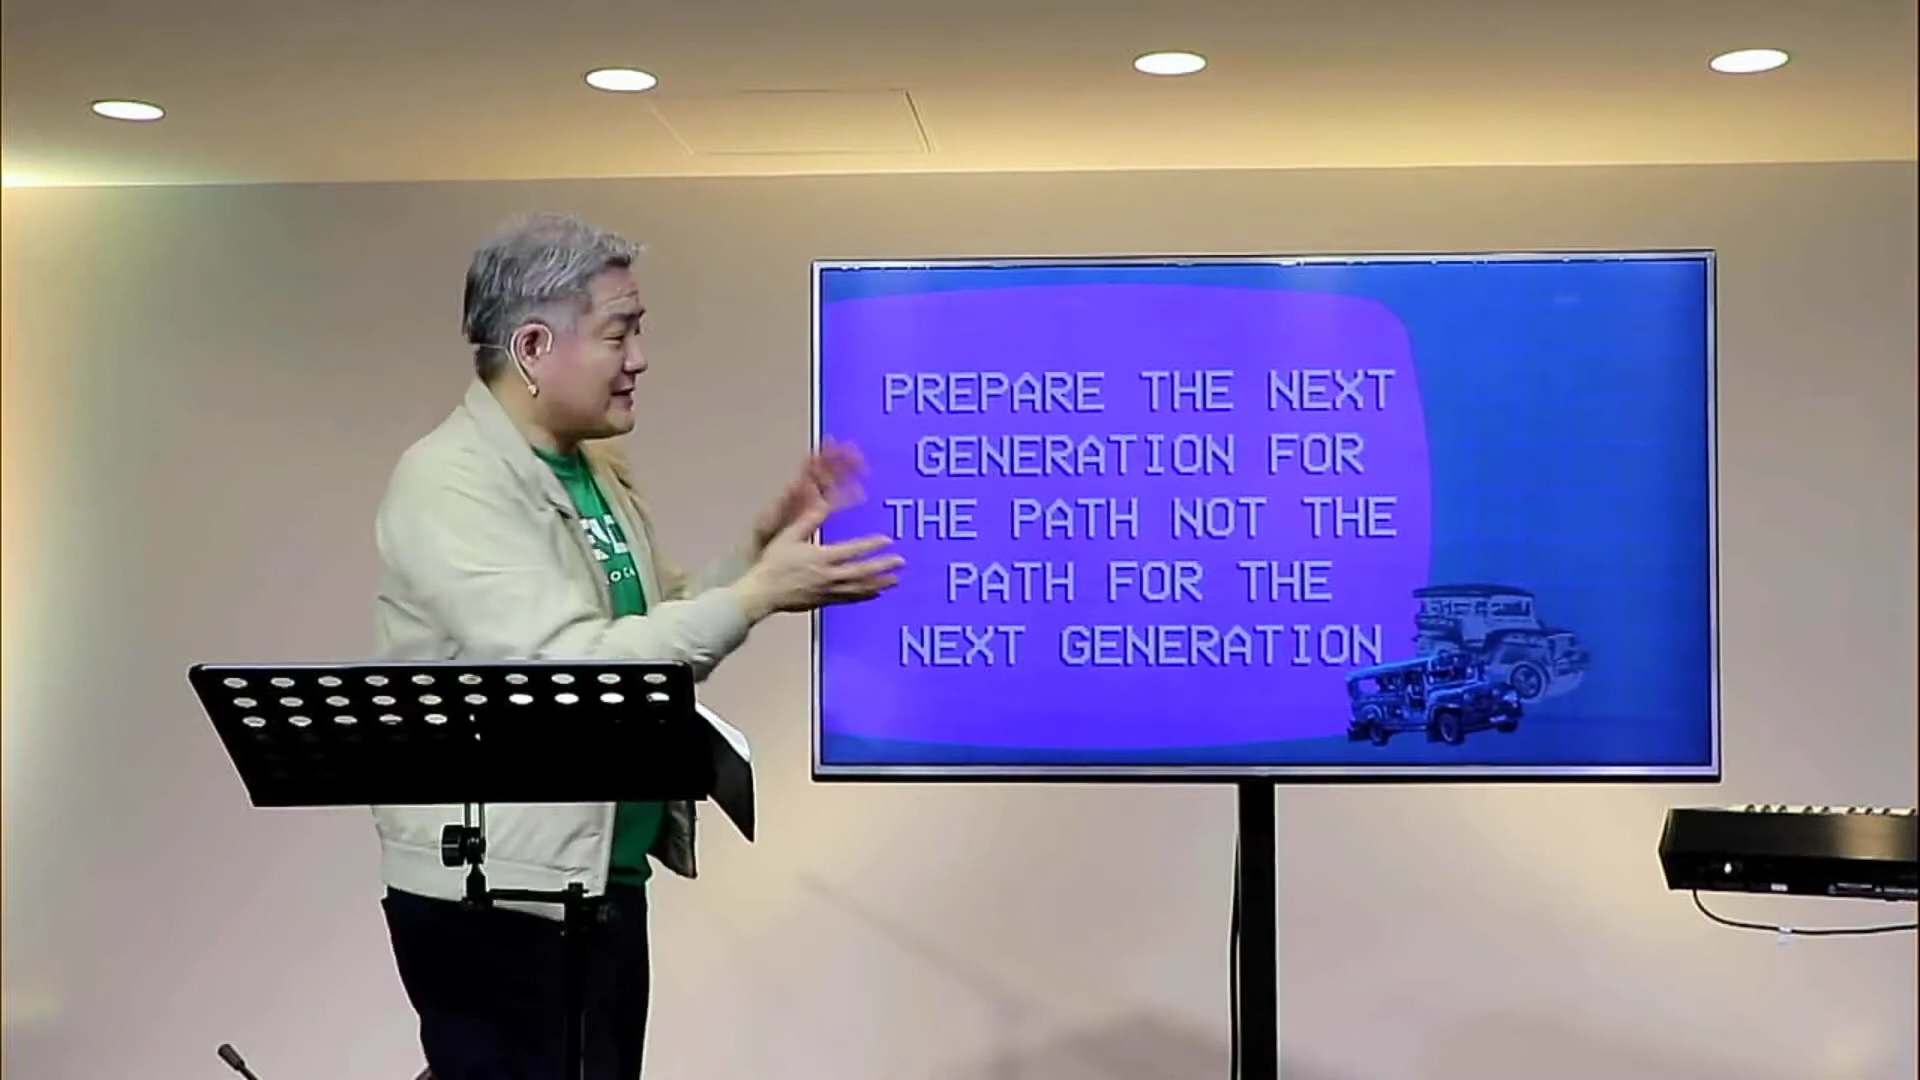 PREPARE THE NEXT
GENERATION FOR
THE PATH NOT THE
PATH FOR THE
NEXT GENERATION